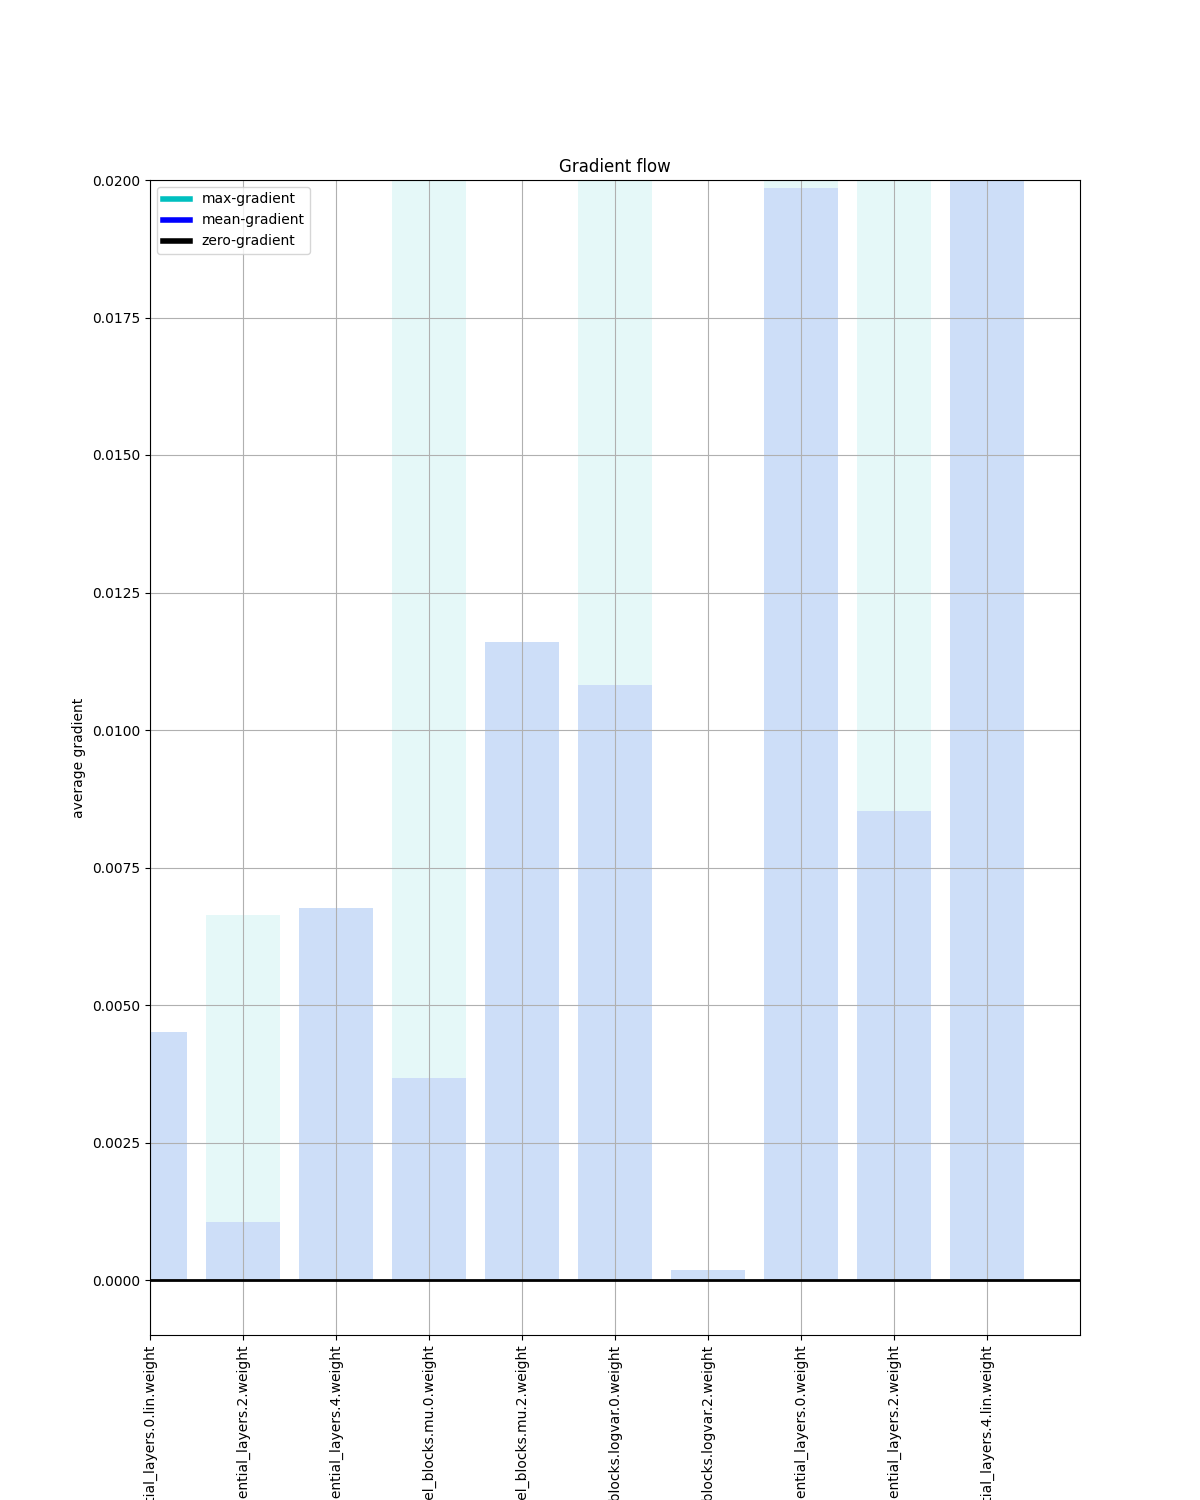 Gradient flow
max-gradient
mean-gradient
zero-gradient
0.0200
0.0175
0.0150
0.0125
0.0100
0.0075
0.0050
0.0025
0.0000
average gradient
tial_layers.0.lin.weight
ential_layers.2.weight
ential_layers.4.weight
el_blocks.mu.0.weight
el_blocks.mu.2.weight
blocks.logvar.0.weight
blocks.logvar.2.weight
ential_layers.0.weight
ential_layers.2.weight
tial_layers.4.lin.weight